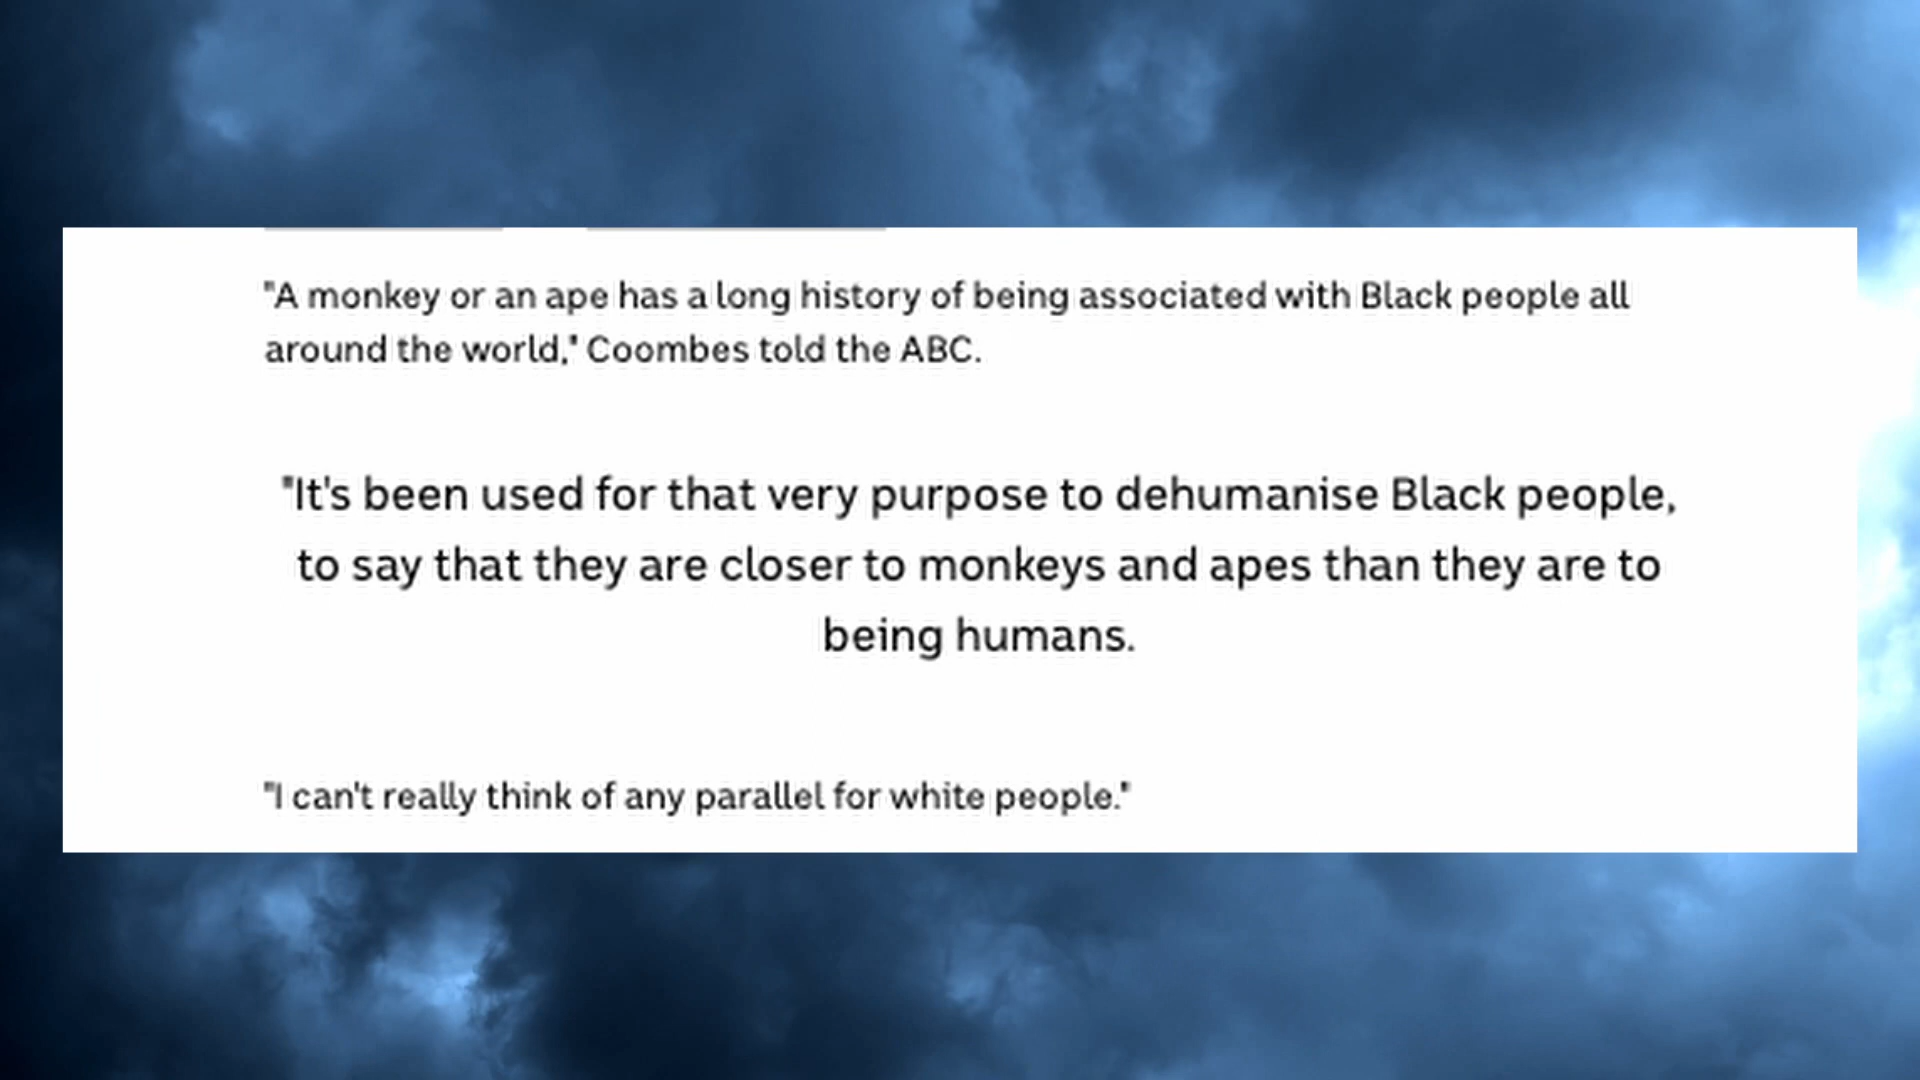 "A monkey or an ape has a long history of being associated with Black people all
around the world," Coombes told the ABC.
"It's been used for that very purpose to dehumanise Black people,
to say that they are closer to monkeys and apes than they are to
being humans.
"I can't really think of any parallel for white people."